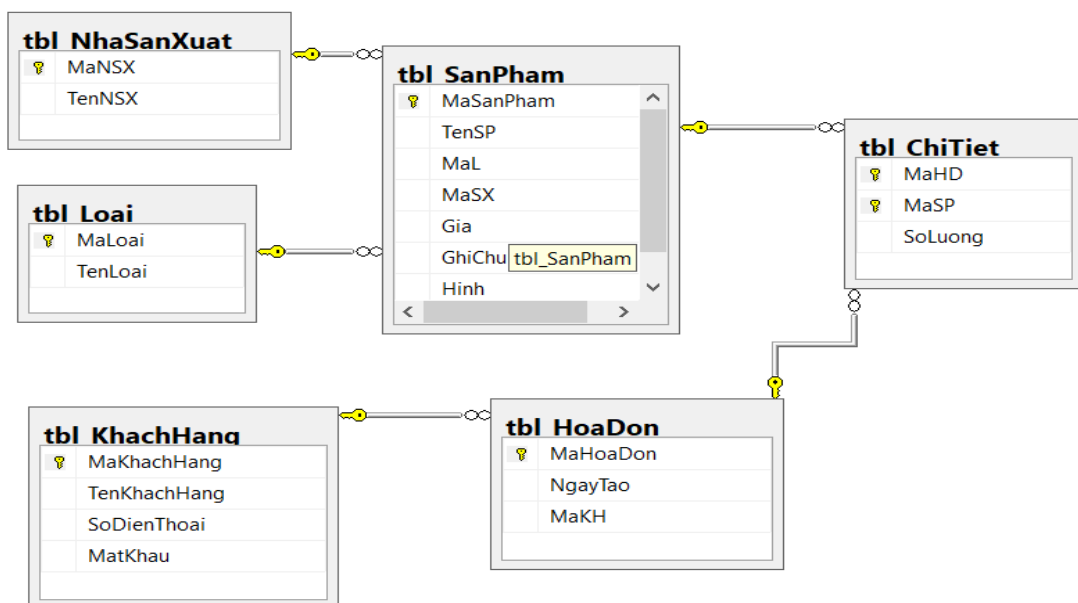 tbl_NhaSanXuat
MaNSX
TenNSX
tbl_SanPham
MaSanPham
TenSP
MaL
MaSX
Gia
GhiChu
tbl_SanPham
Hinh
tbl_ChiTiet
MaHD
MaSP
SoLuong
tbl_Loai
MaLoai
TenLoai
tbl_KhachHang
MaKhachHang
TenKhachHang
SoDienThoai
MatKhau
tbl_HoaDon
MaHoaDon
NgayTao
MaKH